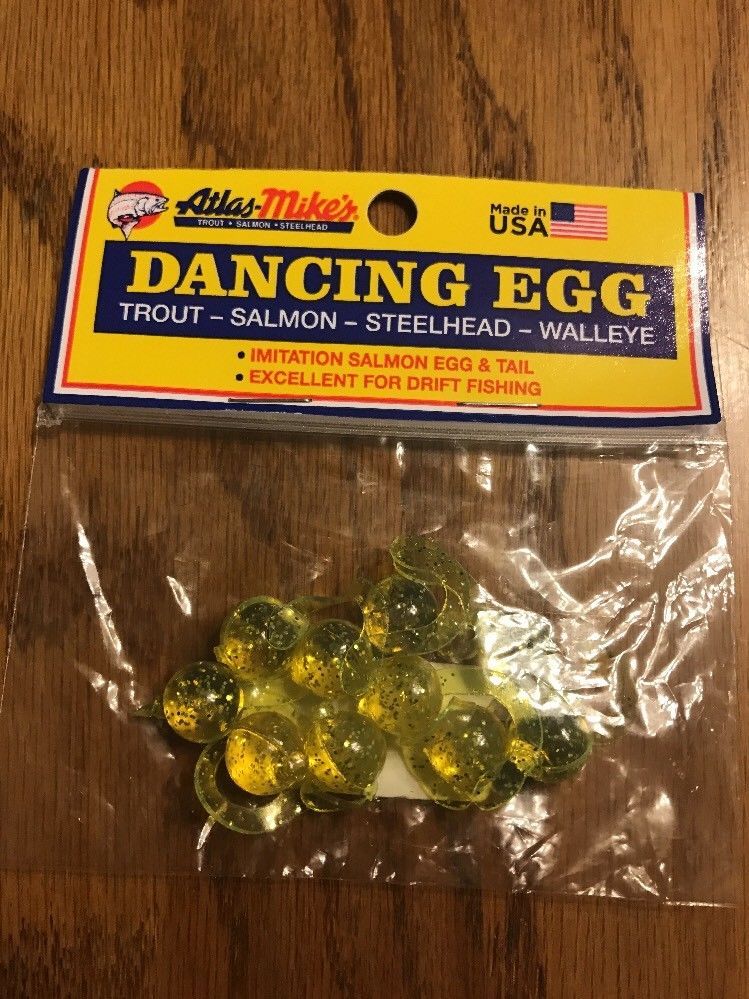 Atlas-Mike's
TROUT • SALMON • STEELHEAD
Made in
USA
DANCING EGG
TROUT – SALMON – STEELHEAD – WALLEYE
• IMITATION SALMON EGG & TAIL
• EXCELLENT FOR DRIFT FISHING